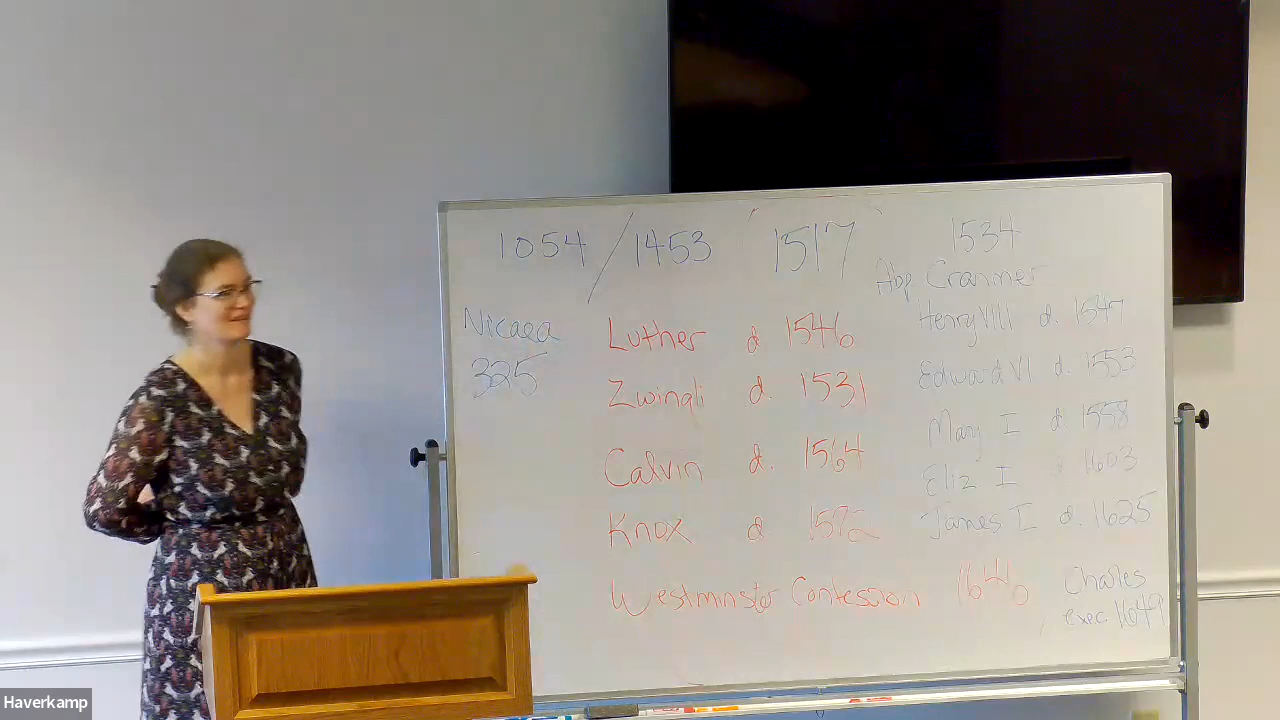 1054 / 1453 1517 1534
Abp Cranmer
Nicaea
325
Luther d 1546
Zwingli d. 1531
Calvin d. 1564
Knox d 1572
Westminster Confession 1646
Henry VIII d. 1547
Edward VI d. 1553
Mary I d. 1558
Eliz I d 1603
James I d. 1625
Charles
exec. 1649
Haverkamp